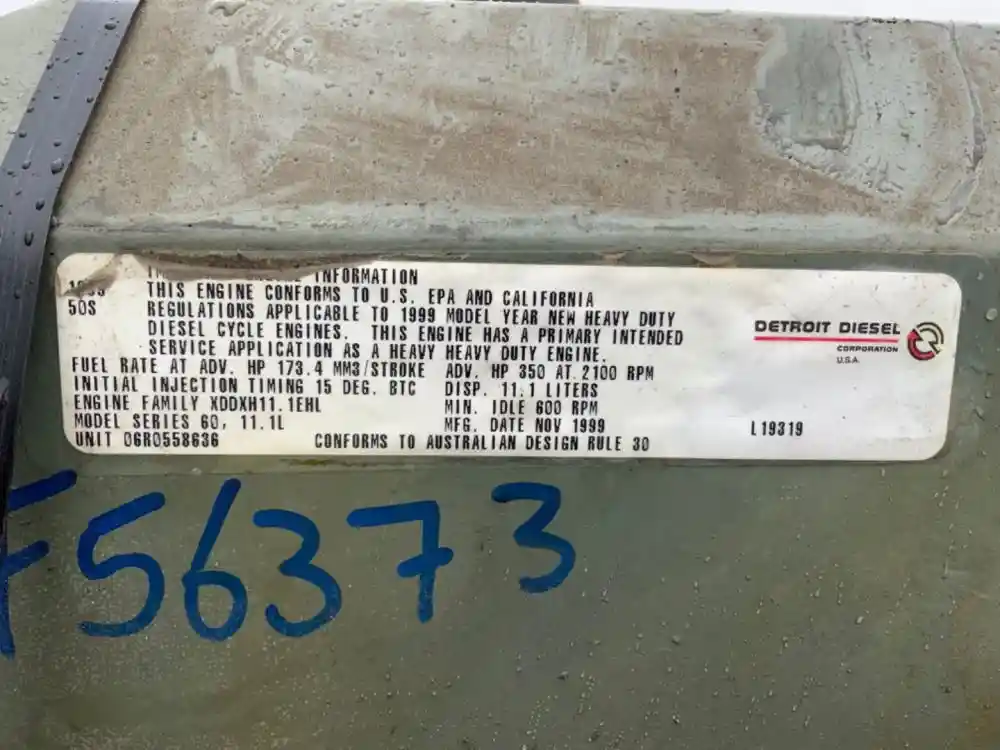 INFORMATION
THIS ENGINE CONFORMS TO U.S. EPA AND CALIFORNIA
50S REGULATIONS APPLICABLE TO 1999 MODEL YEAR NEW HEAVY DUTY
DIESEL CYCLE ENGINES. THIS ENGINE HAS A PRIMARY INTENDED
SERVICE APPLICATION AS A HEAVY HEAVY DUTY ENGINE.
FUEL RATE AT ADV. HP 173.4 MM3/STROKE ADV. HP 350 AT 2100 RPM
INITIAL INJECTION TIMING 15 DEG. BTC DISP. 11.1 LITERS
ENGINE FAMILY XDDXH11.1EHL MIN. IDLE 600 RPM
MODEL SERIES 60, 11.1L MFG. DATE NOV 1999
UNIT 06R0558636 CONFORMS TO AUSTRALIAN DESIGN RULE 30
DETROIT DIESEL
CORPORATION
U.S.A.
L19319
F56373